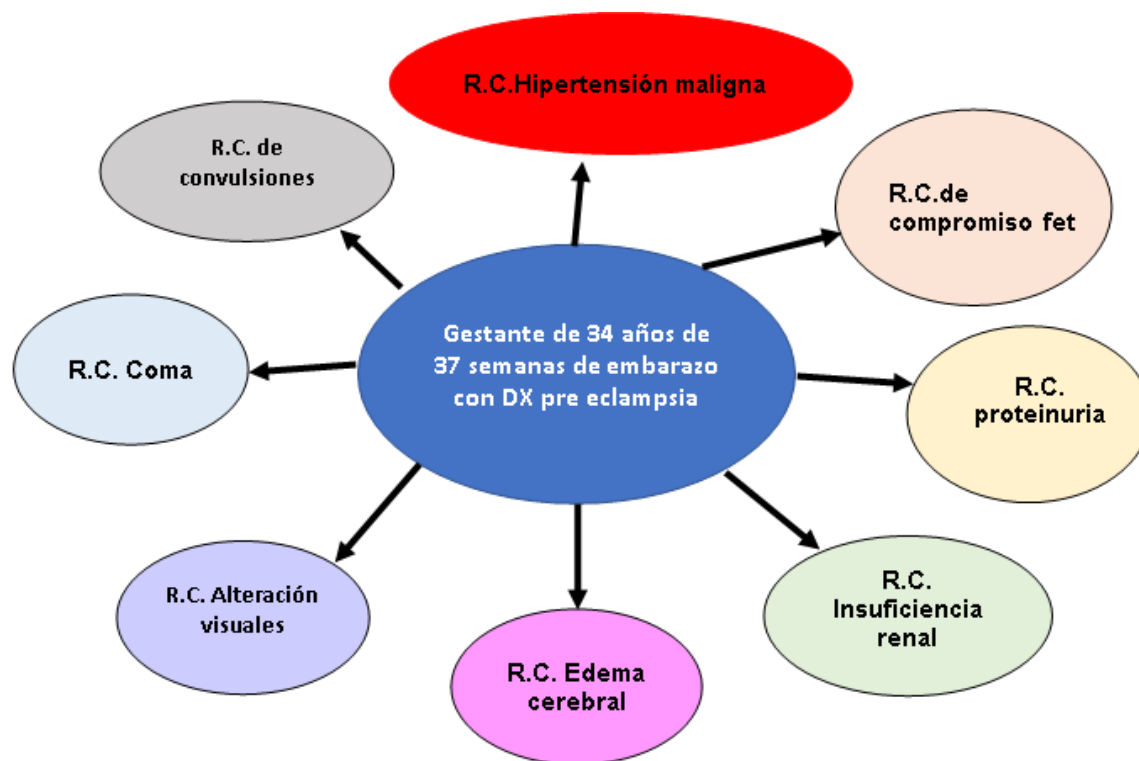 R.C.Hipertensión maligna
R.C. de
convulsiones
R.C.de
compromiso fet
Gestante de 34 años de
37 semanas de embarazo
con DX pre eclampsia
R.C. Coma
R.C.
proteinuria
R.C. Alteración
visuales
R.C.
Insuficiencia
renal
R.C. Edema
cerebral